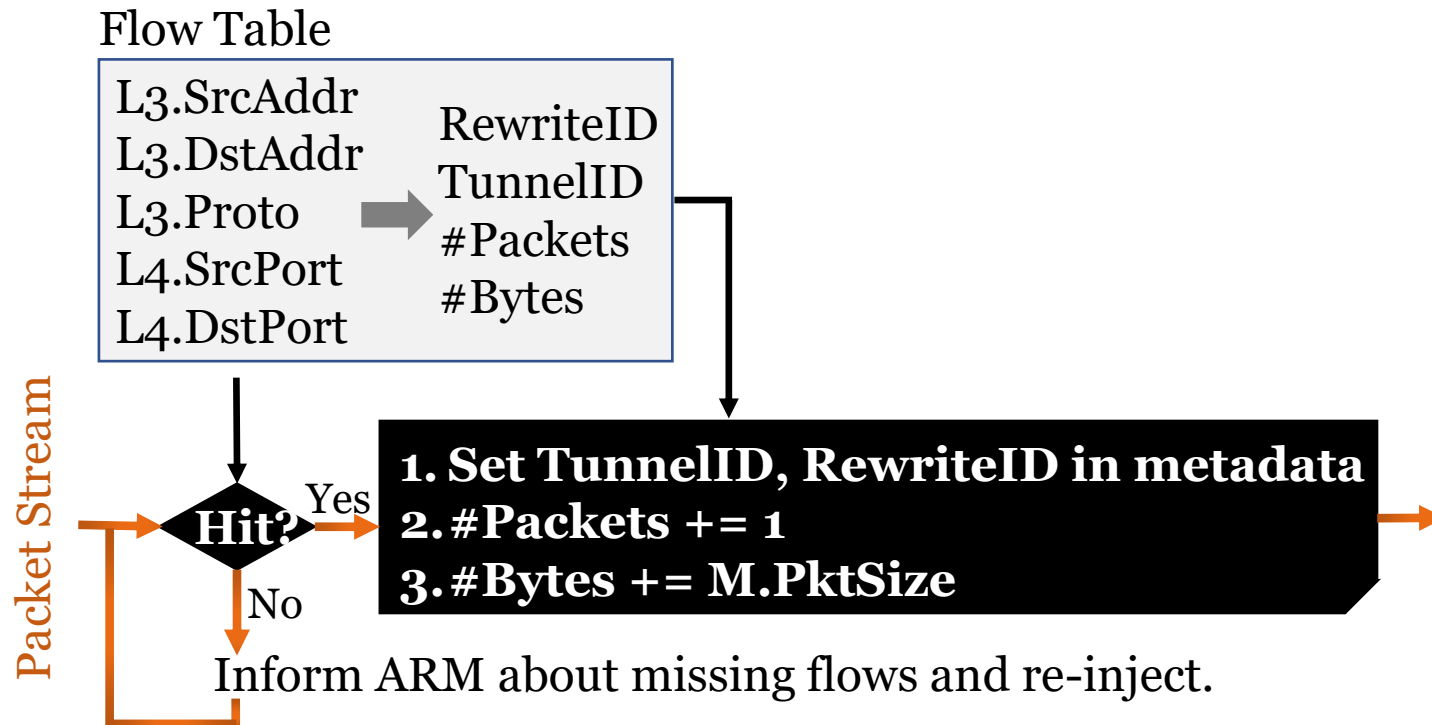 Flow Table
L3.SrcAddr
L3.DstAddr
L3.Proto
L4.SrcPort
L4.DstPort
RewriteID
TunnelID
#Packets
#Bytes
Packet Stream
Hit?
Yes
No
1. Set TunnelID, RewriteID in metadata
2. #Packets += 1
3. #Bytes += M.PktSize
Inform ARM about missing flows and re-inject.